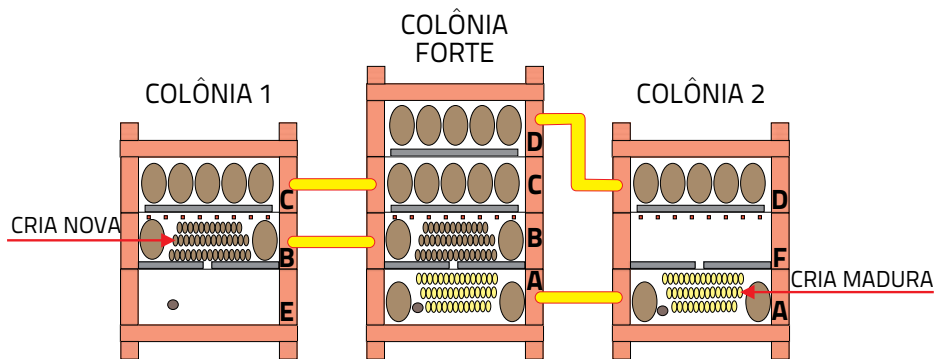 COLÔNIA
FORTE
COLÔNIA 1
COLÔNIA 2
D
C
C
D
CRIA NOVA
B
B
F
A
CRIA MADURA
E
A